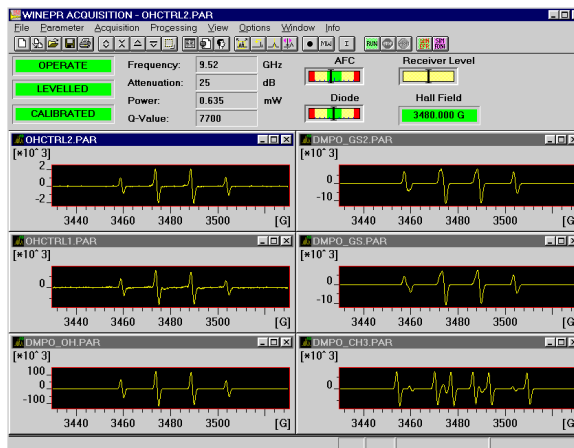 WINEPR ACQUISITION - OHCTRL2.PAR
File Parameter Acquisition Processing View Options Window Info
RUN
OPERATE Frequency: 9.52 GHz AFC Receiver Level
LEVELLED Attenuation: 25 dB
Power: 0.635 mW Diode Hall Field
CALIBRATED Q-Value: 7700 3480.000 G
OHCTRL2.PAR
[*10^ 3]
2
0
-2
3440 3460 3480 3500 [G]
DMPO_GS2.PAR
[*10^ 3]
0
-10
3440 3460 3480 3500 [G]
OHCTRL1.PAR
[*10^ 3]
0
3440 3460 3480 3500 [G]
DMPO_GS.PAR
[*10^ 3]
0
-10
3440 3460 3480 3500 [G]
DMPO_OH.PAR
[*10^ 3]
100
0
-100
3440 3460 3480 3500 [G]
DMPO_CH3.PAR
[*10^ 3]
0
3440 3460 3480 3500 [G]